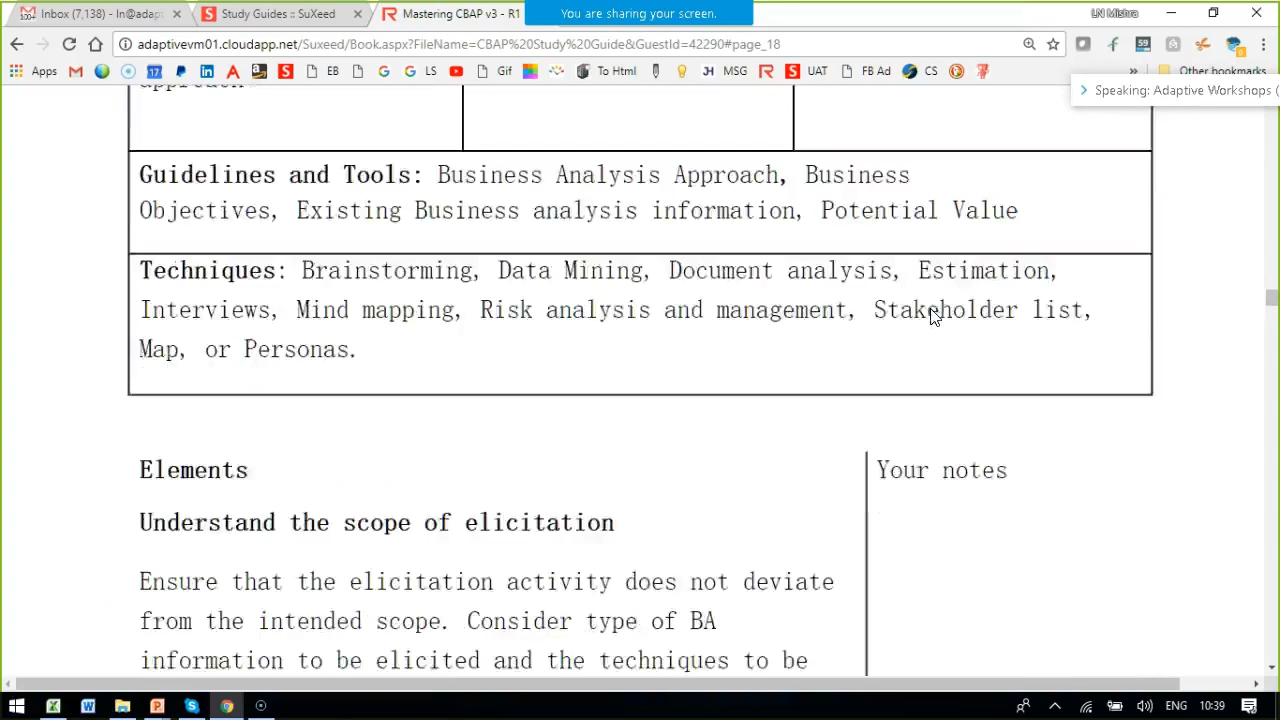 Inbox (7,138) - ln@adap
Study Guides :: SuXeed
Mastering CBAP v3 - R1
You are sharing your screen.
LN Mishra
adaptivevm01.cloudapp.net/Suxeed/Book.aspx?FileName=CBAP%20Study%20Guide&GuestId=42290#page_18
Apps
EB
LS
Gif
To Html
MSG
UAT
FB Ad
CS
Other bookmarks
Speaking: Adaptive Workshops (
approach
Guidelines and Tools: Business Analysis Approach, Business
Objectives, Existing Business analysis information, Potential Value
Techniques: Brainstorming, Data Mining, Document analysis, Estimation,
Interviews, Mind mapping, Risk analysis and management, Stakeholder list,
Map, or Personas.
Elements
Your notes
Understand the scope of elicitation
Ensure that the elicitation activity does not deviate
from the intended scope. Consider type of BA
information to be elicited and the techniques to be
ENG
10:39